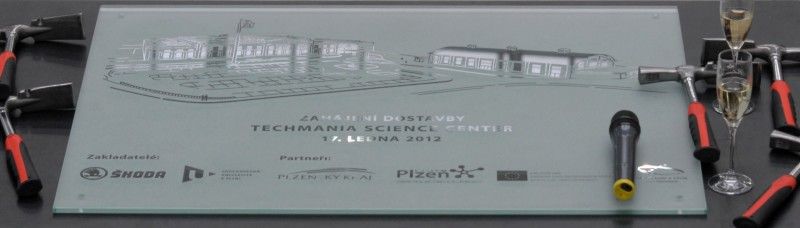 ZAHÁJENÍ DOSTAVBY
TECHMANIA SCIENCE CENTER
17. LEDNA 2012
Zakladatelé:
Partneři:
ŠKODA
PLZEŇSKÝ KRAJ
Plzeň